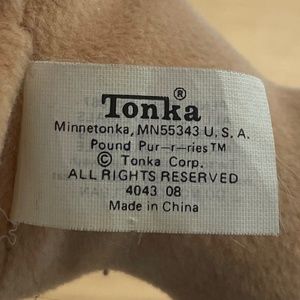 Tonka®
Minnetonka, MN55343 U. S. A.
Pound Pur-r-ries™
© Tonka Corp.
ALL RIGHTS RESERVED
4043 08
Made in China